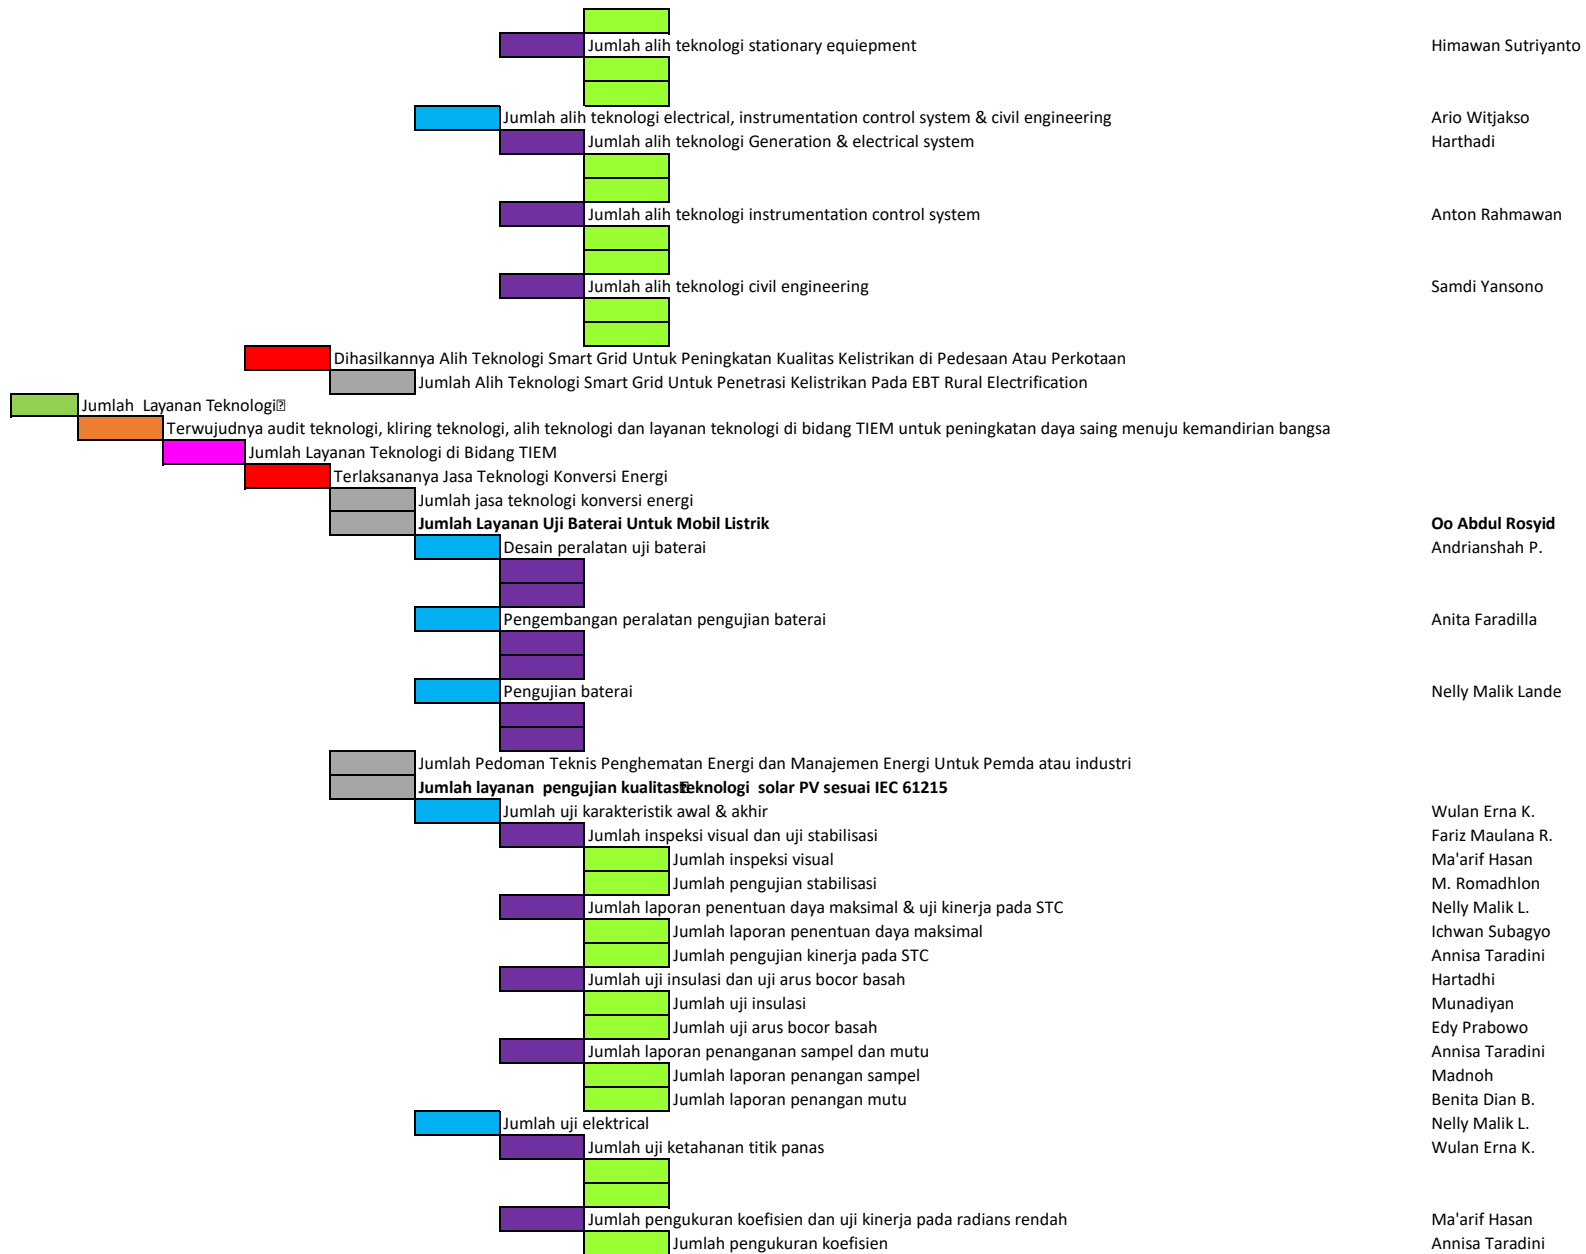 Jumlah alih teknologi stationary equiepment Himawan Sutriyanto
Jumlah alih teknologi electrical, instrumentation control system & civil engineering Ario Witjakso
Jumlah alih teknologi Generation & electrical system Harthadi
Jumlah alih teknologi instrumentation control system Anton Rahmawan
Jumlah alih teknologi civil engineering Samdi Yansono
Dihasilkannya Alih Teknologi Smart Grid Untuk Peningkatan Kualitas Kelistrikan di Pedesaan Atau Perkotaan
Jumlah Alih Teknologi Smart Grid Untuk Penetrasi Kelistrikan Pada EBT Rural Electrification
Jumlah Layanan Teknologi
Terwujudnya audit teknologi, kliring teknologi, alih teknologi dan layanan teknologi di bidang TIEM untuk peningkatan daya saing menuju kemandirian bangsa
Jumlah Layanan Teknologi di Bidang TIEM
Terlaksananya Jasa Teknologi Konversi Energi
Jumlah jasa teknologi konversi energi
Jumlah Layanan Uji Baterai Untuk Mobil Listrik Oo Abdul Rosyid
Desain peralatan uji baterai Andrianshah P.
Pengembangan peralatan pengujian baterai Anita Faradilla
Pengujian baterai Nelly Malik Lande
Jumlah Pedoman Teknis Penghematan Energi dan Manajemen Energi Untuk Pemda atau industri
Jumlah layanan pengujian kualitas teknologi solar PV sesuai IEC 61215
Jumlah uji karakteristik awal & akhir Wulan Erna K.
Jumlah inspeksi visual dan uji stabilisasi Fariz Maulana R.
Jumlah inspeksi visual Ma'arif Hasan
Jumlah pengujian stabilisasi M. Romadhlon
Jumlah laporan penentuan daya maksimal & uji kinerja pada STC Nelly Malik L.
Jumlah laporan penentuan daya maksimal Ichwan Subagyo
Jumlah pengujian kinerja pada STC Annisa Taradini
Jumlah uji insulasi dan uji arus bocor basah Hartadhi
Jumlah uji insulasi Munadiyan
Jumlah uji arus bocor basah Edy Prabowo
Jumlah laporan penanganan sampel dan mutu Annisa Taradini
Jumlah laporan penangan sampel Madnoh
Jumlah laporan penangan mutu Benita Dian B.
Jumlah uji elektrical Nelly Malik L.
Jumlah uji ketahanan titik panas Wulan Erna K.
Jumlah pengukuran koefisien dan uji kinerja pada radians rendah Ma'arif Hasan
Jumlah pengukuran koefisien Annisa Taradini